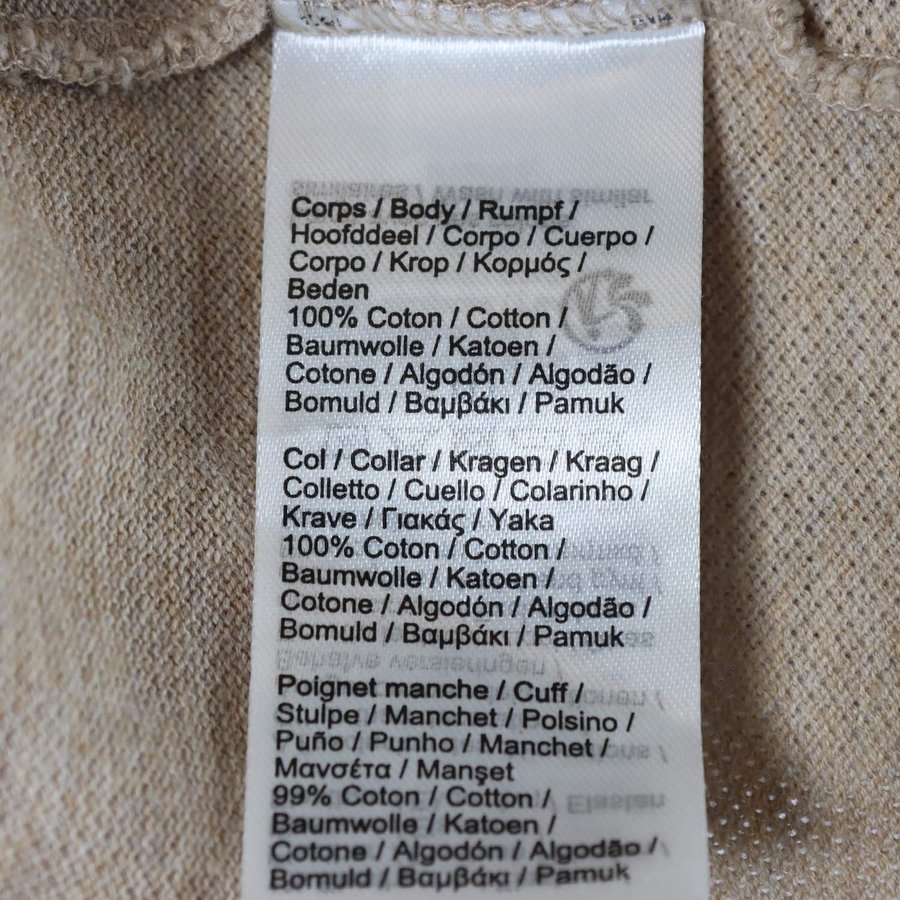 Corps / Body / Rumpf /
Hoofddeel / Corpo / Cuerpo /
Corpo / Krop / Κορμός /
Beden
100% Coton / Cotton /
Baumwolle / Katoen /
Cotone / Algodón / Algodão /
Bomuld / Βαμβάκι / Pamuk
Col / Collar / Kragen / Kraag /
Colletto / Cuello / Colarinho /
Krave / Γιακάς / Yaka
100% Coton / Cotton /
Baumwolle / Katoen /
Cotone / Algodón / Algodão /
Bomuld / Βαμβάκι / Pamuk
Poignet manche / Cuff /
Stulpe / Manchet / Polsino /
Puño / Punho / Manchet /
Μανσέτα / Manşet
99% Coton / Cotton /
Baumwolle / Katoen /
Cotone / Algodón / Algodão /
Bomuld / Βαμβάκι / Pamuk